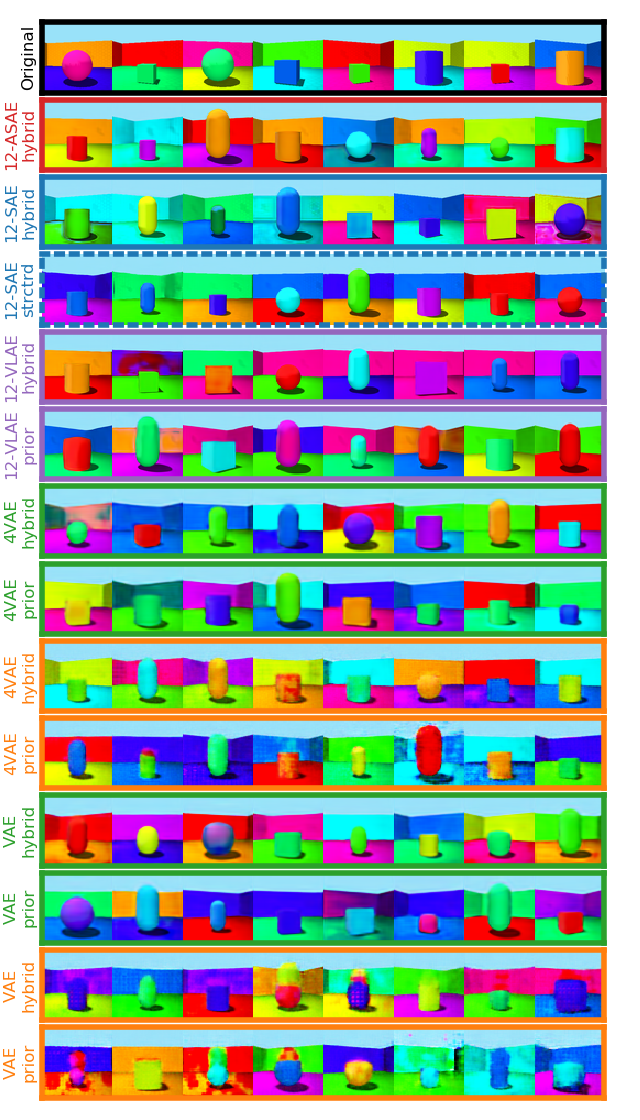 Original
12-ASAE
hybrid
12-SAE
hybrid
12-SAE
strctrd
12-VLAE
hybrid
12-VLAE
prior
4VAE
hybrid
4VAE
prior
4VAE
hybrid
4VAE
prior
VAE
hybrid
VAE
prior
VAE
hybrid
VAE
prior